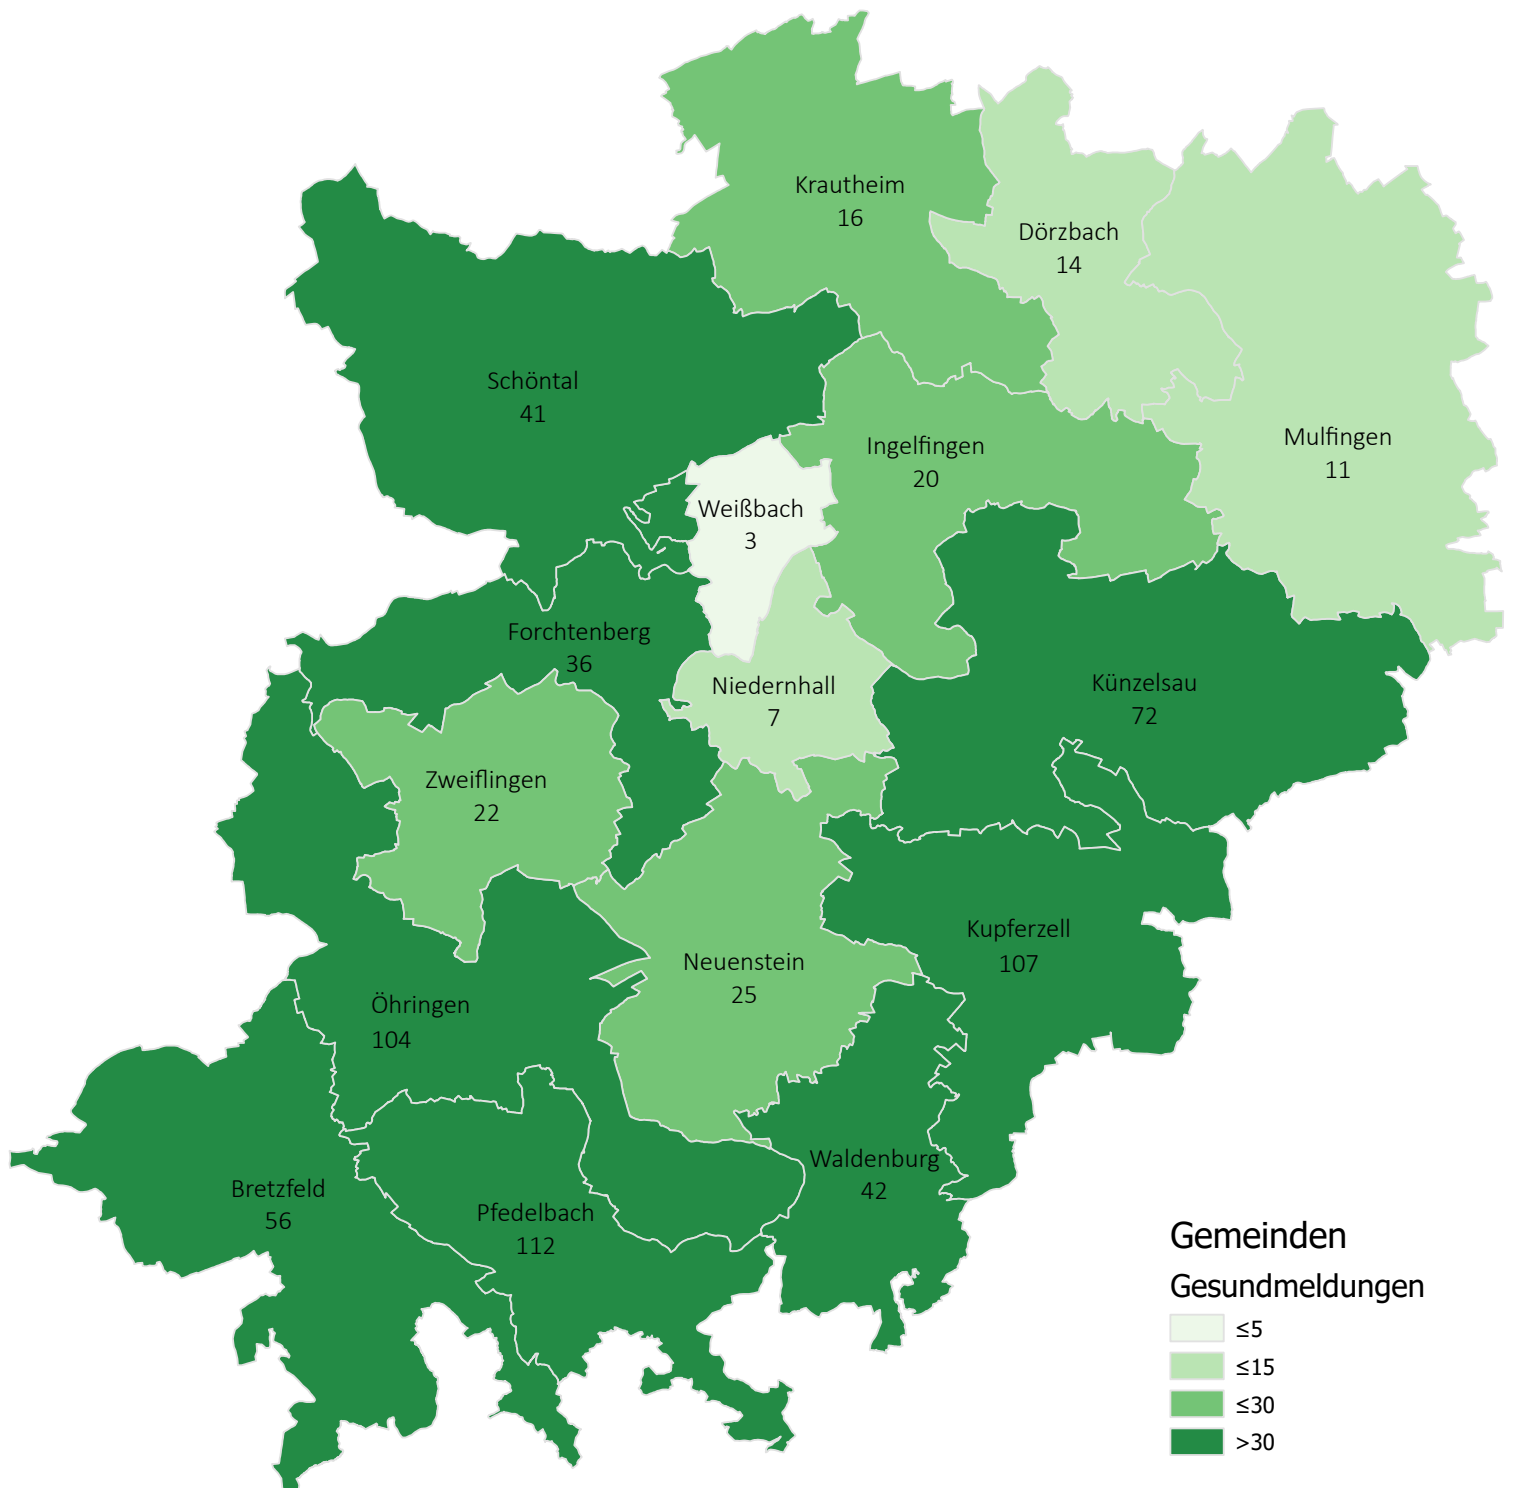 Krautheim
16
Dörzbach
14
Schöntal
41
Mulfingen
11
Ingelfingen
20
Weißbach
3
Forchtenberg
36
Niedernhall
7
Künzelsau
72
Zweiflingen
22
Kupferzell
107
Neuenstein
25
Öhringen
104
Waldenburg
42
Bretzfeld
56
Pfedelbach
112
Gemeinden
Gesundmeldungen
≤5
≤15
≤30
>30